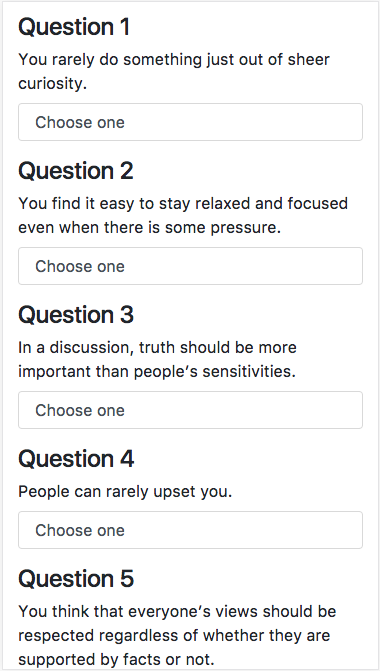 Question 1
You rarely do something just out of sheer
curiosity.
Choose one
Question 2
You find it easy to stay relaxed and focused
even when there is some pressure.
Choose one
Question 3
In a discussion, truth should be more
important than people’s sensitivities.
Choose one
Question 4
People can rarely upset you.
Choose one
Question 5
You think that everyone’s views should be
respected regardless of whether they are
supported by facts or not.